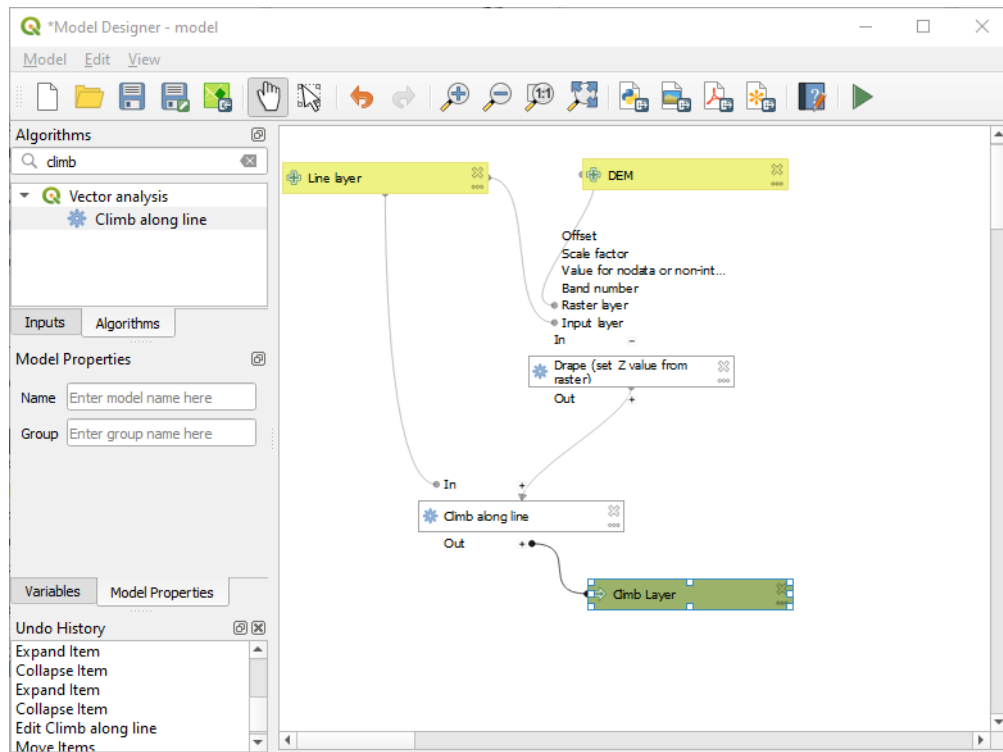 *Model Designer - model
Model Edit View
Algorithms
climb
Vector analysis
Climb along line
Inputs Algorithms
Model Properties
Name Enter model name here
Group Enter group name here
Variables Model Properties
Undo History
Expand Item
Collapse Item
Expand Item
Collapse Item
Edit Climb along line
Move Items
Line layer
DEM
Offset
Scale factor
Value for nodata or non-int...
Band number
Raster layer
Input layer
In -
Drape (set Z value from
raster)
Out +
In +
Climb along line
Out +
Climb Layer